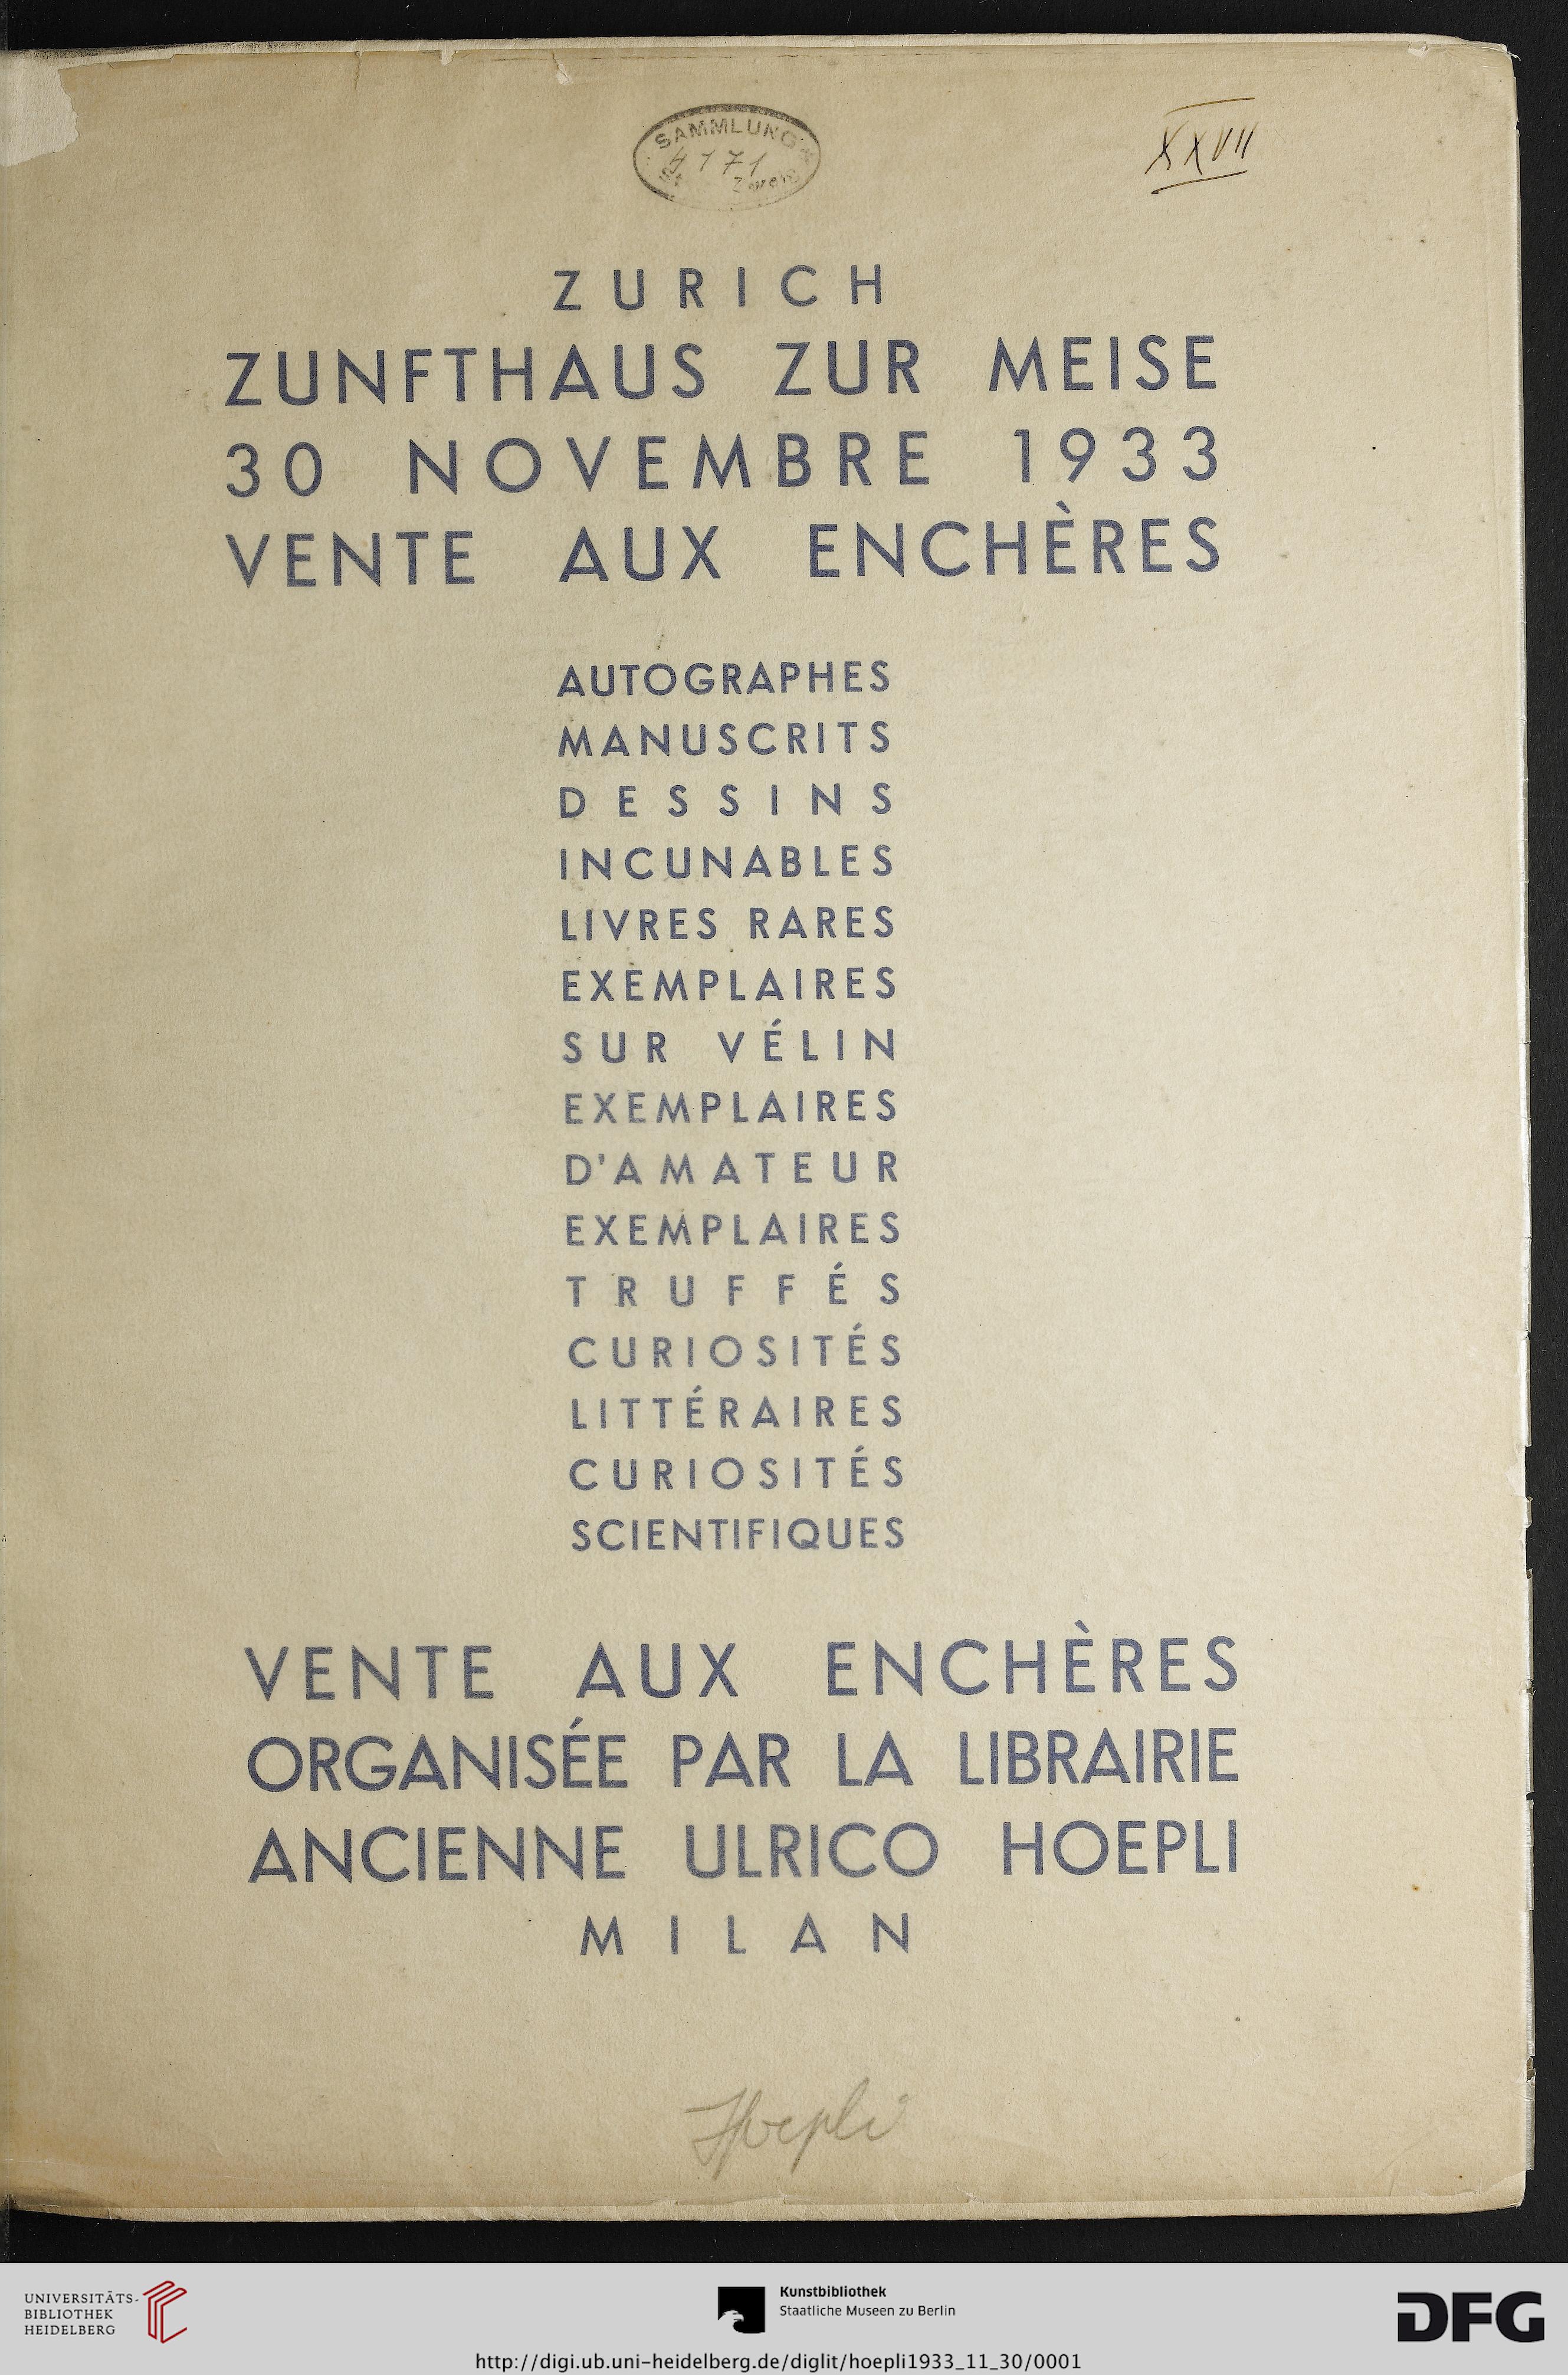 SAMMLUNG
4171
Zweig
XXVII
ZURICH
ZUNFTHAUS ZUR MEISE
30 NOVEMBRE 1933
VENTE AUX ENCHÈRES
AUTOGRAPHES
MANUSCRITS
DESSINS
INCUNABLES
LIVRES RARES
EXEMPLAIRES
SUR VÉLIN
EXEMPLAIRES
D'AMATEUR
EXEMPLAIRES
TRUFFÉS
CURIOSITÉS
LITTÉRAIRES
CURIOSITÉS
SCIENTIFIQUES
VENTE AUX ENCHÈRES
ORGANISÉE PAR LA LIBRAIRIE
ANCIENNE ULRICO HOEPLI
MILAN
Hoepli
UNIVERSITÄTS-
BIBLIOTHEK
HEIDELBERG
Kunstbibliothek
Staatliche Museen zu Berlin
DFG
http://digi.ub.uni-heidelberg.de/diglit/hoepli1933_11_30/0001